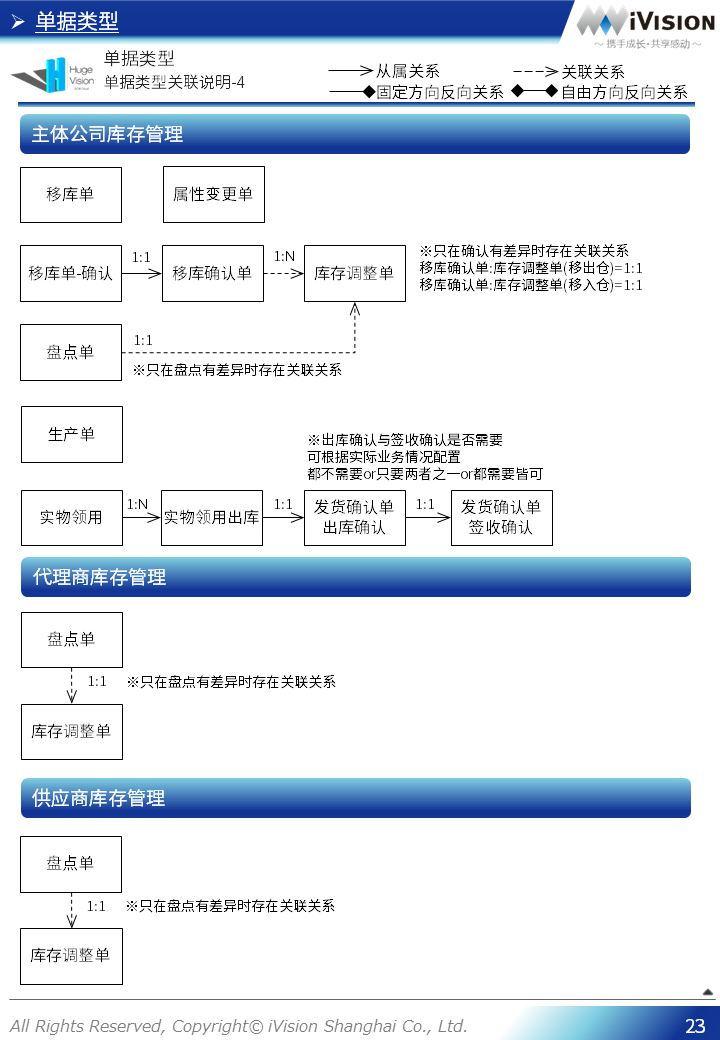 单据类型
iVISION
～携手成长·共享感动～
Huge
Vision
单据类型
单据类型关联说明-4
从属关系
关联关系
固定方向反向关系
自由方向反向关系
主体公司库存管理
移库单
属性变更单
移库单-确认
1:1
移库确认单
1:N
库存调整单
※只在确认有差异时存在关联关系
移库确认单:库存调整单(移出仓)=1:1
移库确认单:库存调整单(移入仓)=1:1
盘点单
1:1
※只在盘点有差异时存在关联关系
生产单
※出库确认与签收确认是否需要
可根据实际业务情况配置
都不需要or只要两者之一or都需要皆可
实物领用
1:N
实物领用出库
1:1
发货确认单
出库确认
1:1
发货确认单
签收确认
代理商库存管理
盘点单
1:1
※只在盘点有差异时存在关联关系
库存调整单
供应商库存管理
盘点单
1:1
※只在盘点有差异时存在关联关系
库存调整单
All Rights Reserved, Copyright© iVision Shanghai Co., Ltd.
23